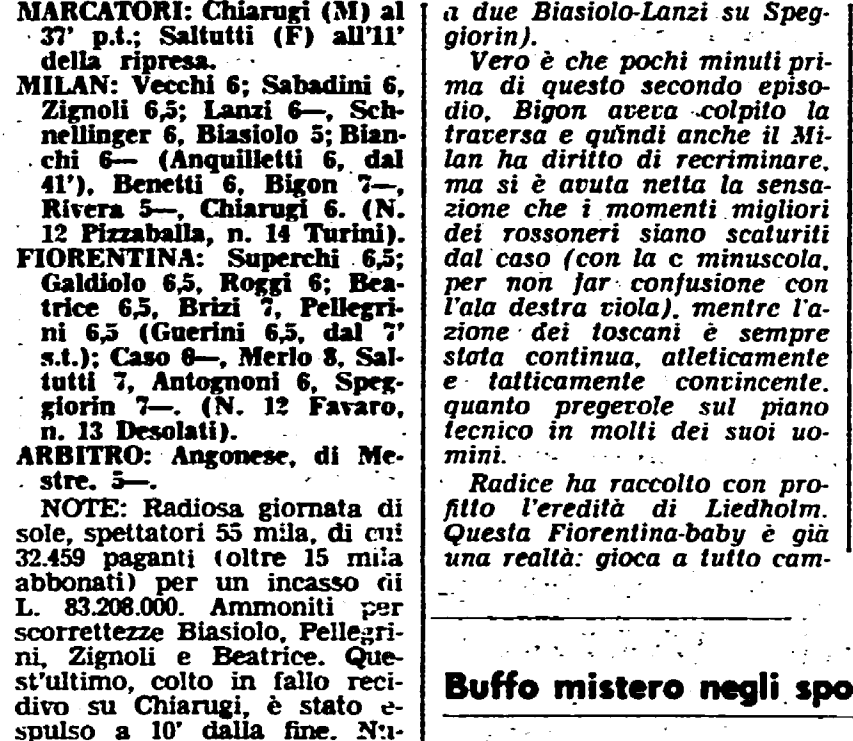 MARCATORI: Chiarugi (M) al
37' p.t.; Saltutti (F) all'11'
della ripresa.
MILAN: Vecchi 6; Sabadini 6,
Zignoli 6,5; Lanzi 6—, Sch-
nellinger 6, Biasiolo 5; Bian-
chi 6— (Anquilletti 6, dal
41'), Benetti 6, Bigon 7—,
Rivera 5—, Chiarugi 6. (N.
12 Pizzaballa, n. 14 Turini).
FIORENTINA: Superchi 6,5;
Galdiolo 6,5, Roggi 6; Bea-
trice 6,5, Brizi 7, Pellegri-
ni 6,5 (Guerini 6,5, dal 7'
s.t.); Caso 8—, Merlo 8, Sal-
tutti 7, Antognoni 6, Speg-
giorin 7—. (N. 12 Favaro,
n. 13 Desolati).
ARBITRO: Angonese, di Me-
stre. 5—.
NOTE: Radiosa giornata di
sole, spettatori 55 mila, di cui
32.459 paganti (oltre 15 mila
abbonati) per un incasso di
L. 83.208.000. Ammoniti per
scorrettezze Biasiolo, Pellegri-
ni, Zignoli e Beatrice. Que-
st'ultimo, colto in fallo reci-
divo su Chiarugi, è stato e-
spulso a 10' dalla fine. Nu-
a due Biasiolo-Lanzi su Speg-
giorin).
Vero è che pochi minuti pri-
ma di questo secondo episo-
dio, Bigon aveva colpito la
traversa e quindi anche il Mi-
lan ha diritto di recriminare,
ma si è avuta netta la sensa-
zione che i momenti migliori
dei rossoneri siano scaturiti
dal caso (con la c minuscola,
per non far confusione con
l'ala destra viola), mentre l'a-
zione dei toscani è sempre
stata continua, atleticamente
e tatticamente convincente,
quanto pregevole sul piano
tecnico in molti dei suoi uo-
mini.
Radice ha raccolto con pro-
fitto l'eredità di Liedholm.
Questa Fiorentina-baby è già
una realtà: gioca a tutto cam-
Buffo mistero negli spo